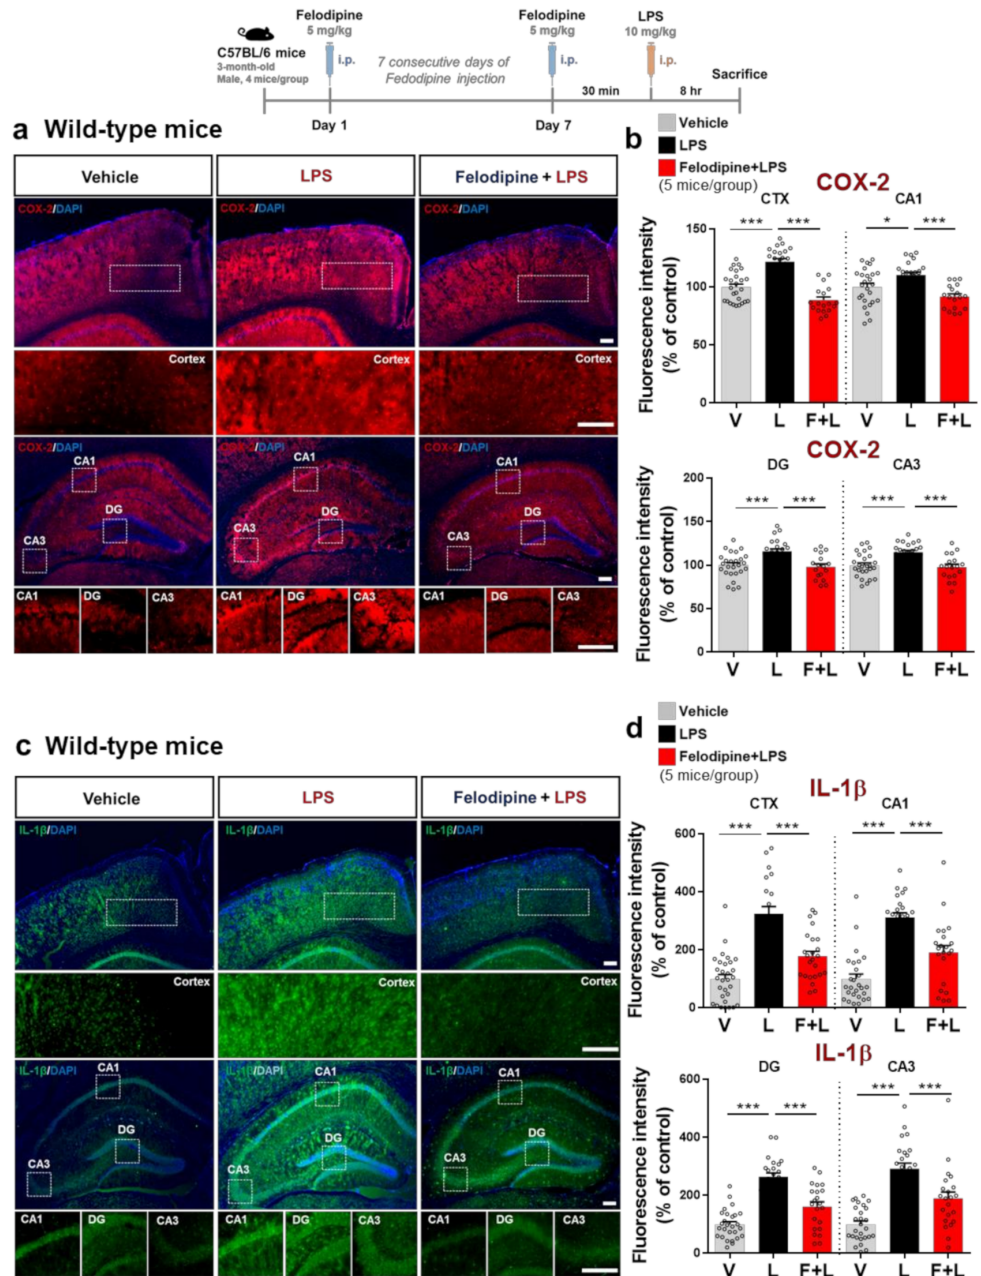 Felodipine
5 mg/kg
Felodipine
5 mg/kg
LPS
10 mg/kg
C57BL/6 mice
3-month-old
Male, 4 mice/group
i.p.
7 consecutive days of
Fedodipine injection
i.p.
i.p.
Sacrifice
30 min
8 hr
Day 1
Day 7
a Wild-type mice
Vehicle
LPS
Felodipine + LPS
COX-2/DAPI
COX-2/DAPI
COX-2/DAPI
Cortex
Cortex
Cortex
COX-2/DAPI
COX-2/DAPI
COX-2/DAPI
CA1
DG
CA3
CA1
DG
CA3
CA1
DG
CA3
CA1
DG
CA3
CA1
DG
CA3
CA1
DG
CA3
b
Vehicle
LPS
Felodipine+LPS
(5 mice/group)
COX-2
CTX
CA1
*** *** * ***
Fluorescence intensity
(% of control)
150
100
50
0
V L F+L V L F+L
COX-2
DG
CA3
*** *** *** ***
Fluorescence intensity
(% of control)
200
150
100
50
0
V L F+L V L F+L
c Wild-type mice
Vehicle
LPS
Felodipine + LPS
IL-1β/DAPI
IL-1β/DAPI
IL-1β/DAPI
Cortex
Cortex
Cortex
IL-1β/DAPI
IL-1β/DAPI
IL-1β/DAPI
CA1
DG
CA3
CA1
DG
CA3
CA1
DG
CA3
CA1
DG
CA3
CA1
DG
CA3
CA1
DG
CA3
d
Vehicle
LPS
Felodipine+LPS
(5 mice/group)
IL-1β
CTX
CA1
*** *** *** ***
Fluorescence intensity
(% of control)
600
400
200
0
V L F+L V L F+L
IL-1β
DG
CA3
*** *** *** ***
Fluorescence intensity
(% of control)
600
400
200
0
V L F+L V L F+L